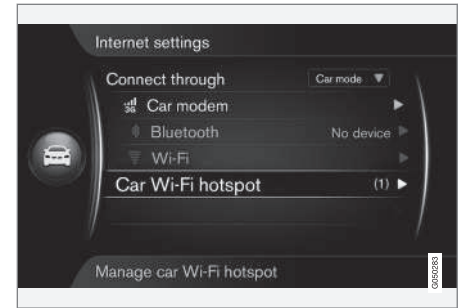 Internet settings
Connect through Car mode
3G Car modem
Bluetooth No device
Wi-Fi
Car Wi-Fi hotspot (1)
Manage car Wi-Fi hotspot
G050283